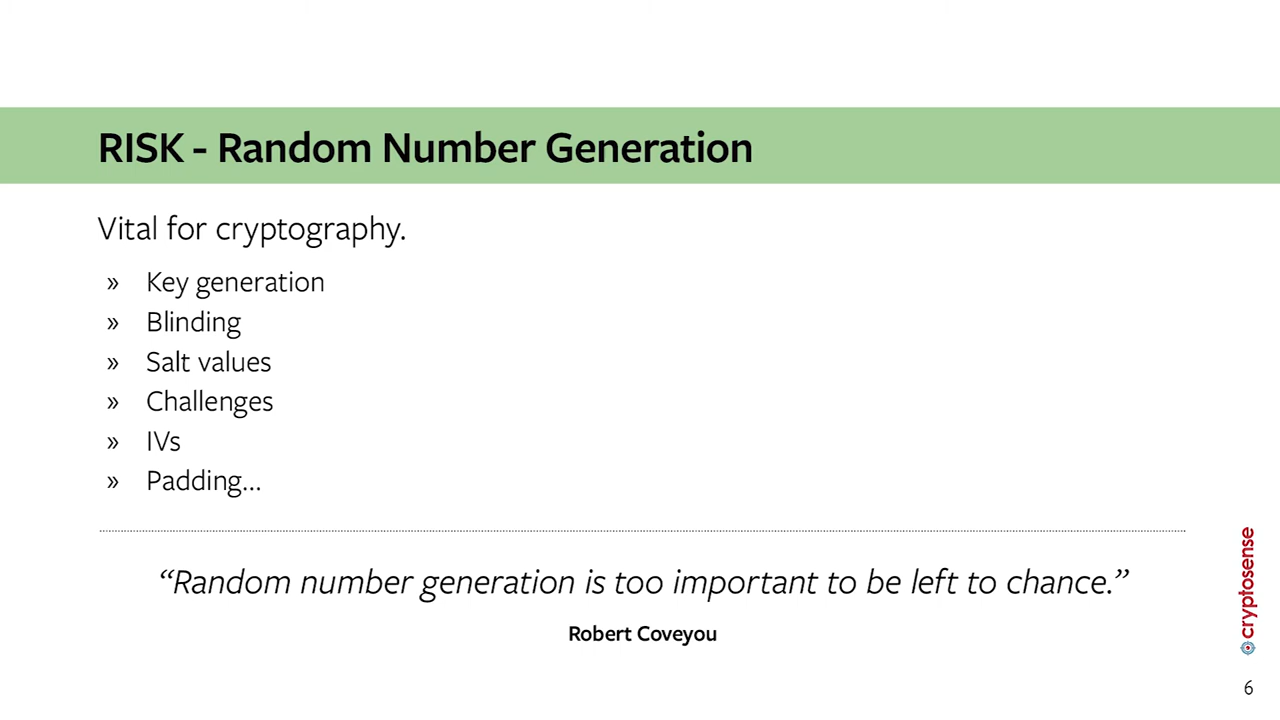 RISK - Random Number Generation
Vital for cryptography.
» Key generation
» Blinding
» Salt values
» Challenges
» IVs
» Padding...
“Random number generation is too important to be left to chance.”
Robert Coveyou
cryptosense
6